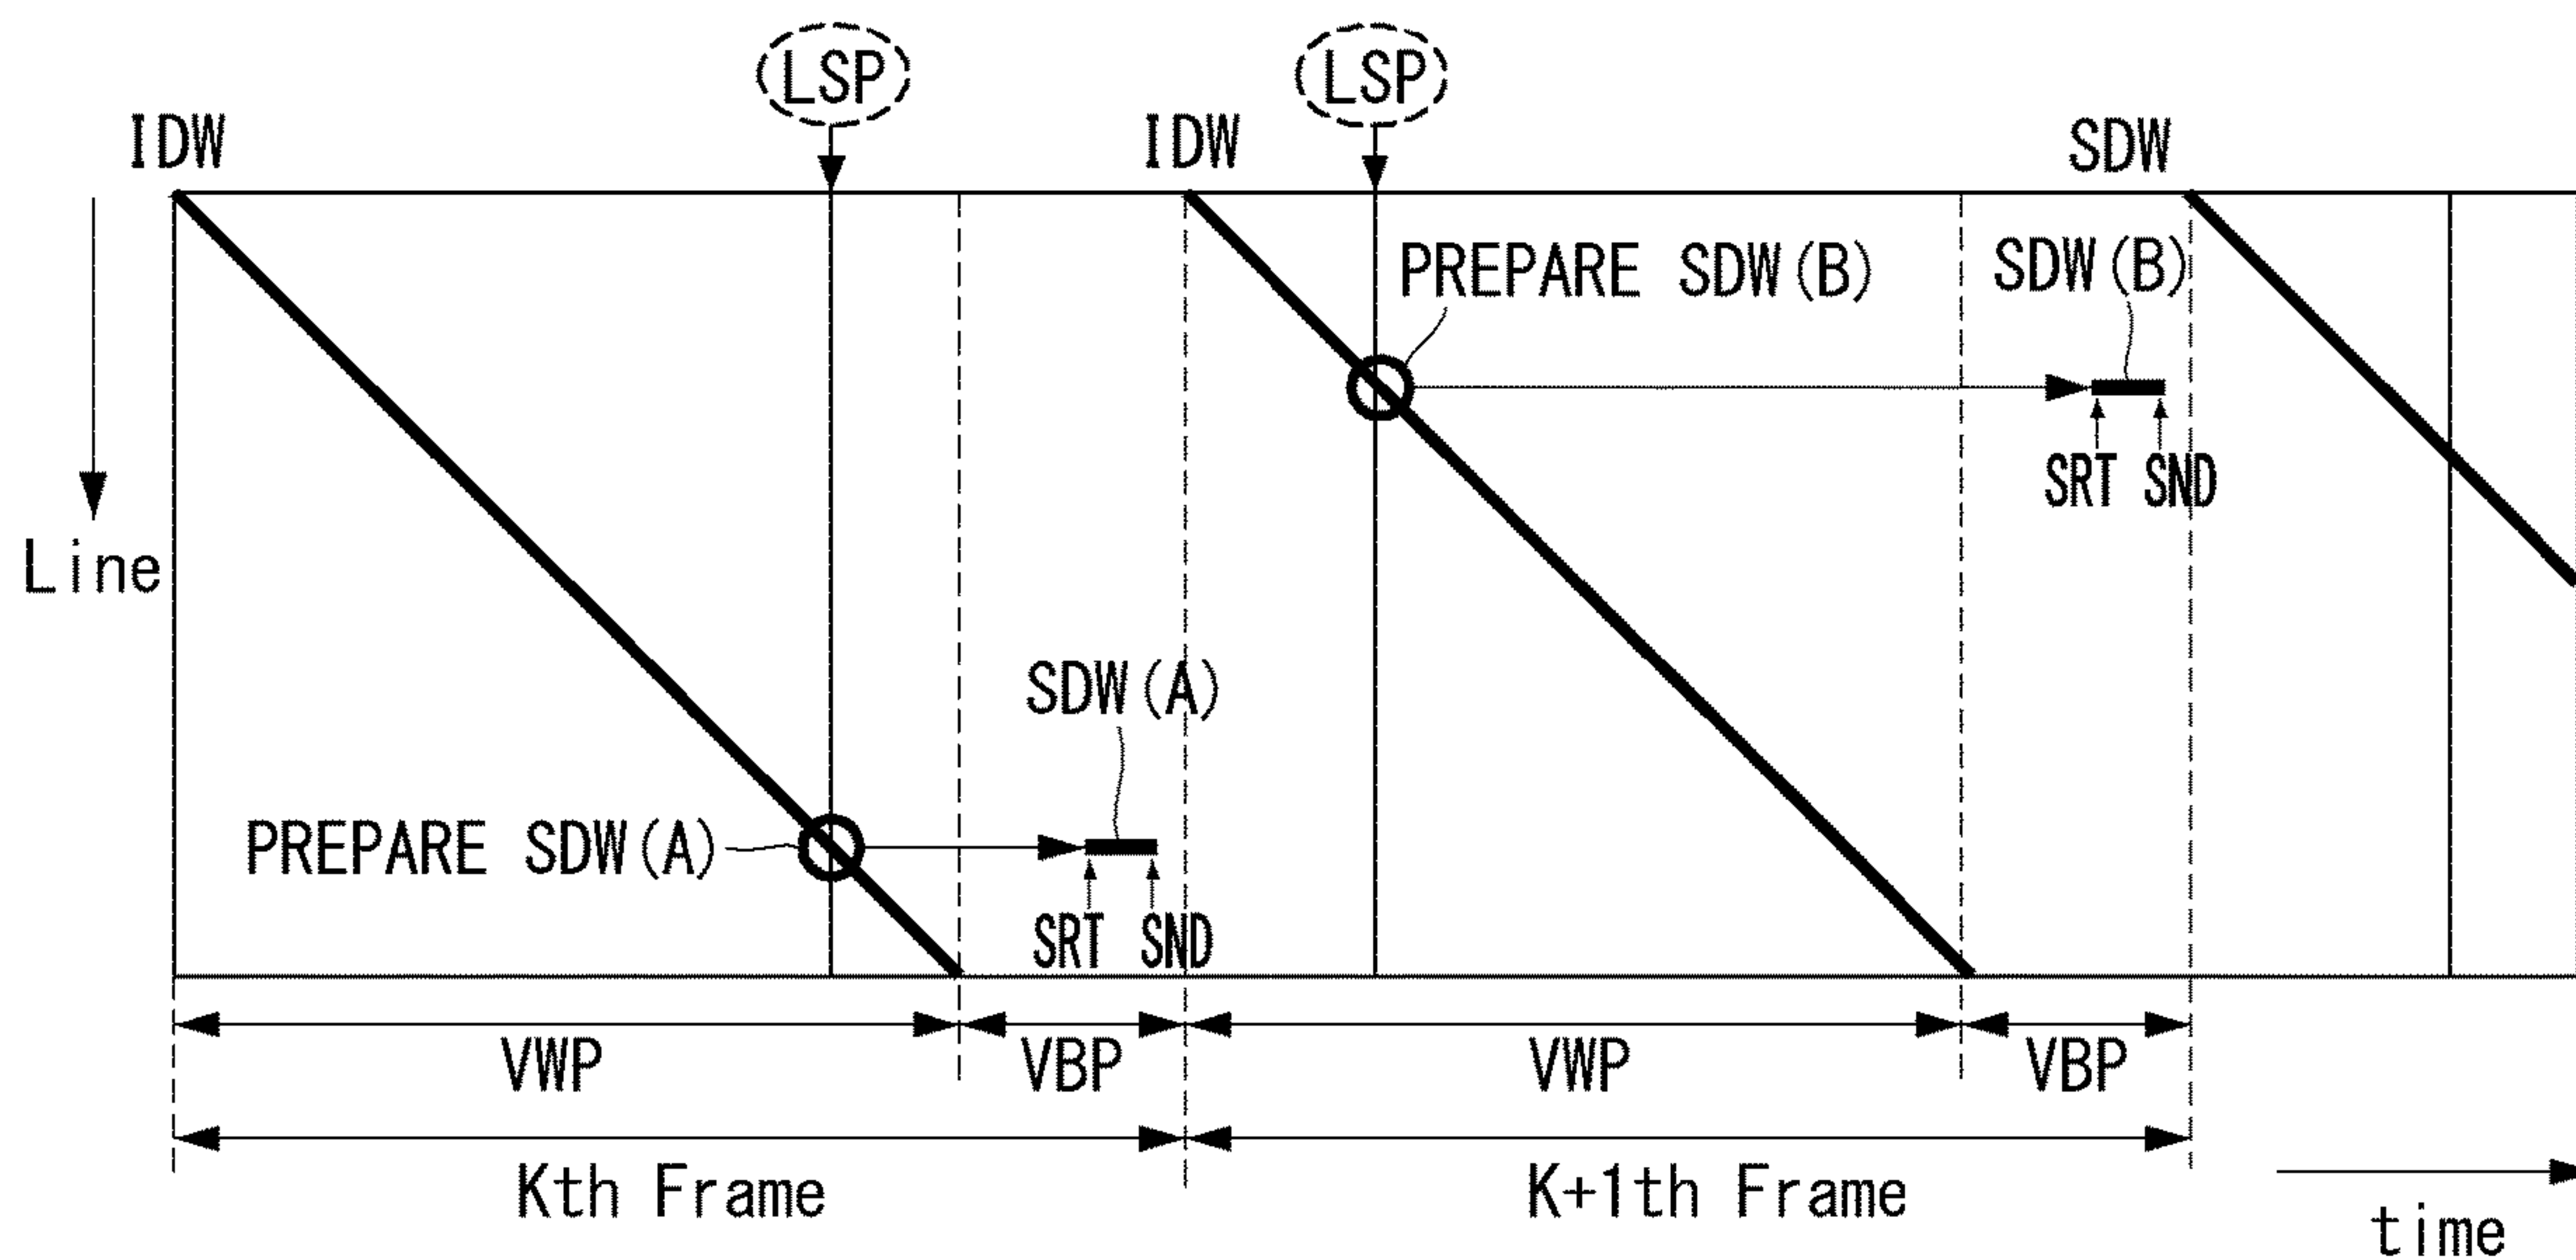 LSP LSP
IDW IDW SDW
PREPARE SDW(B) SDW(B)
SRT SND
Line
SDW(A)
PREPARE SDW(A)
SRT SND
VWP VBP VWP VBP
Kth Frame K+1th Frame
time